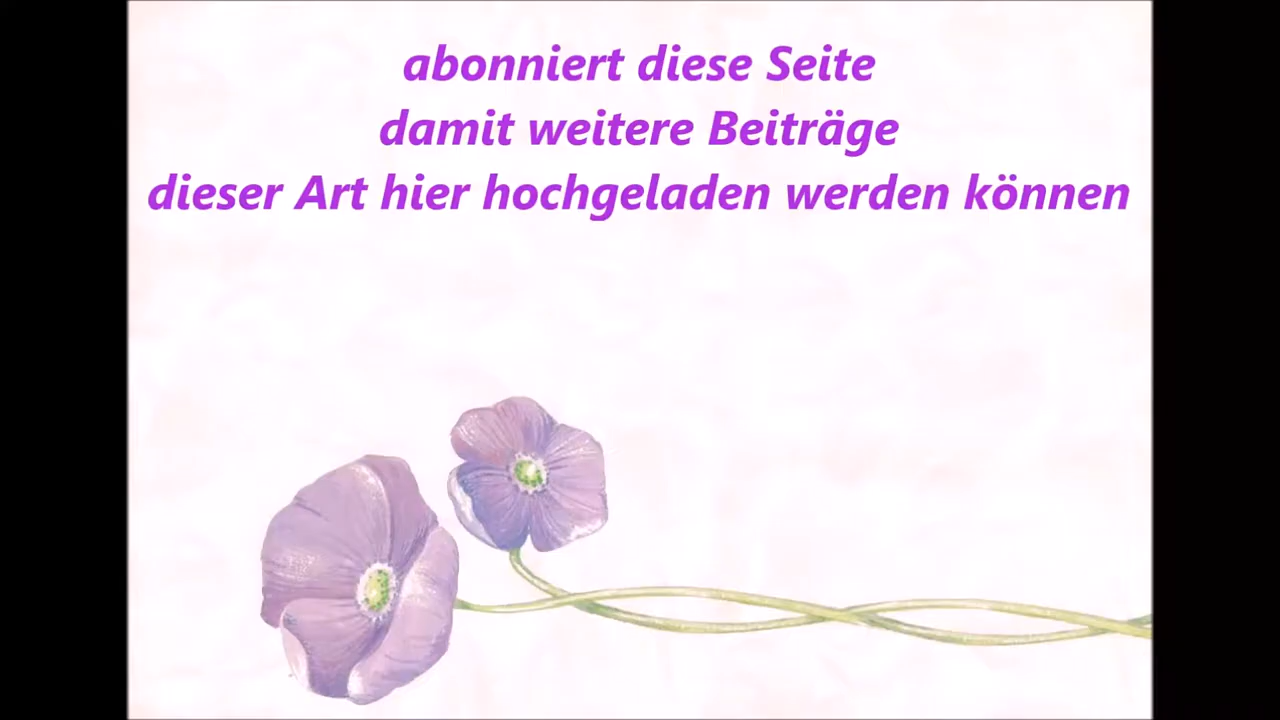 abonniert diese Seite
damit weitere Beiträge
dieser Art hier hochgeladen werden können